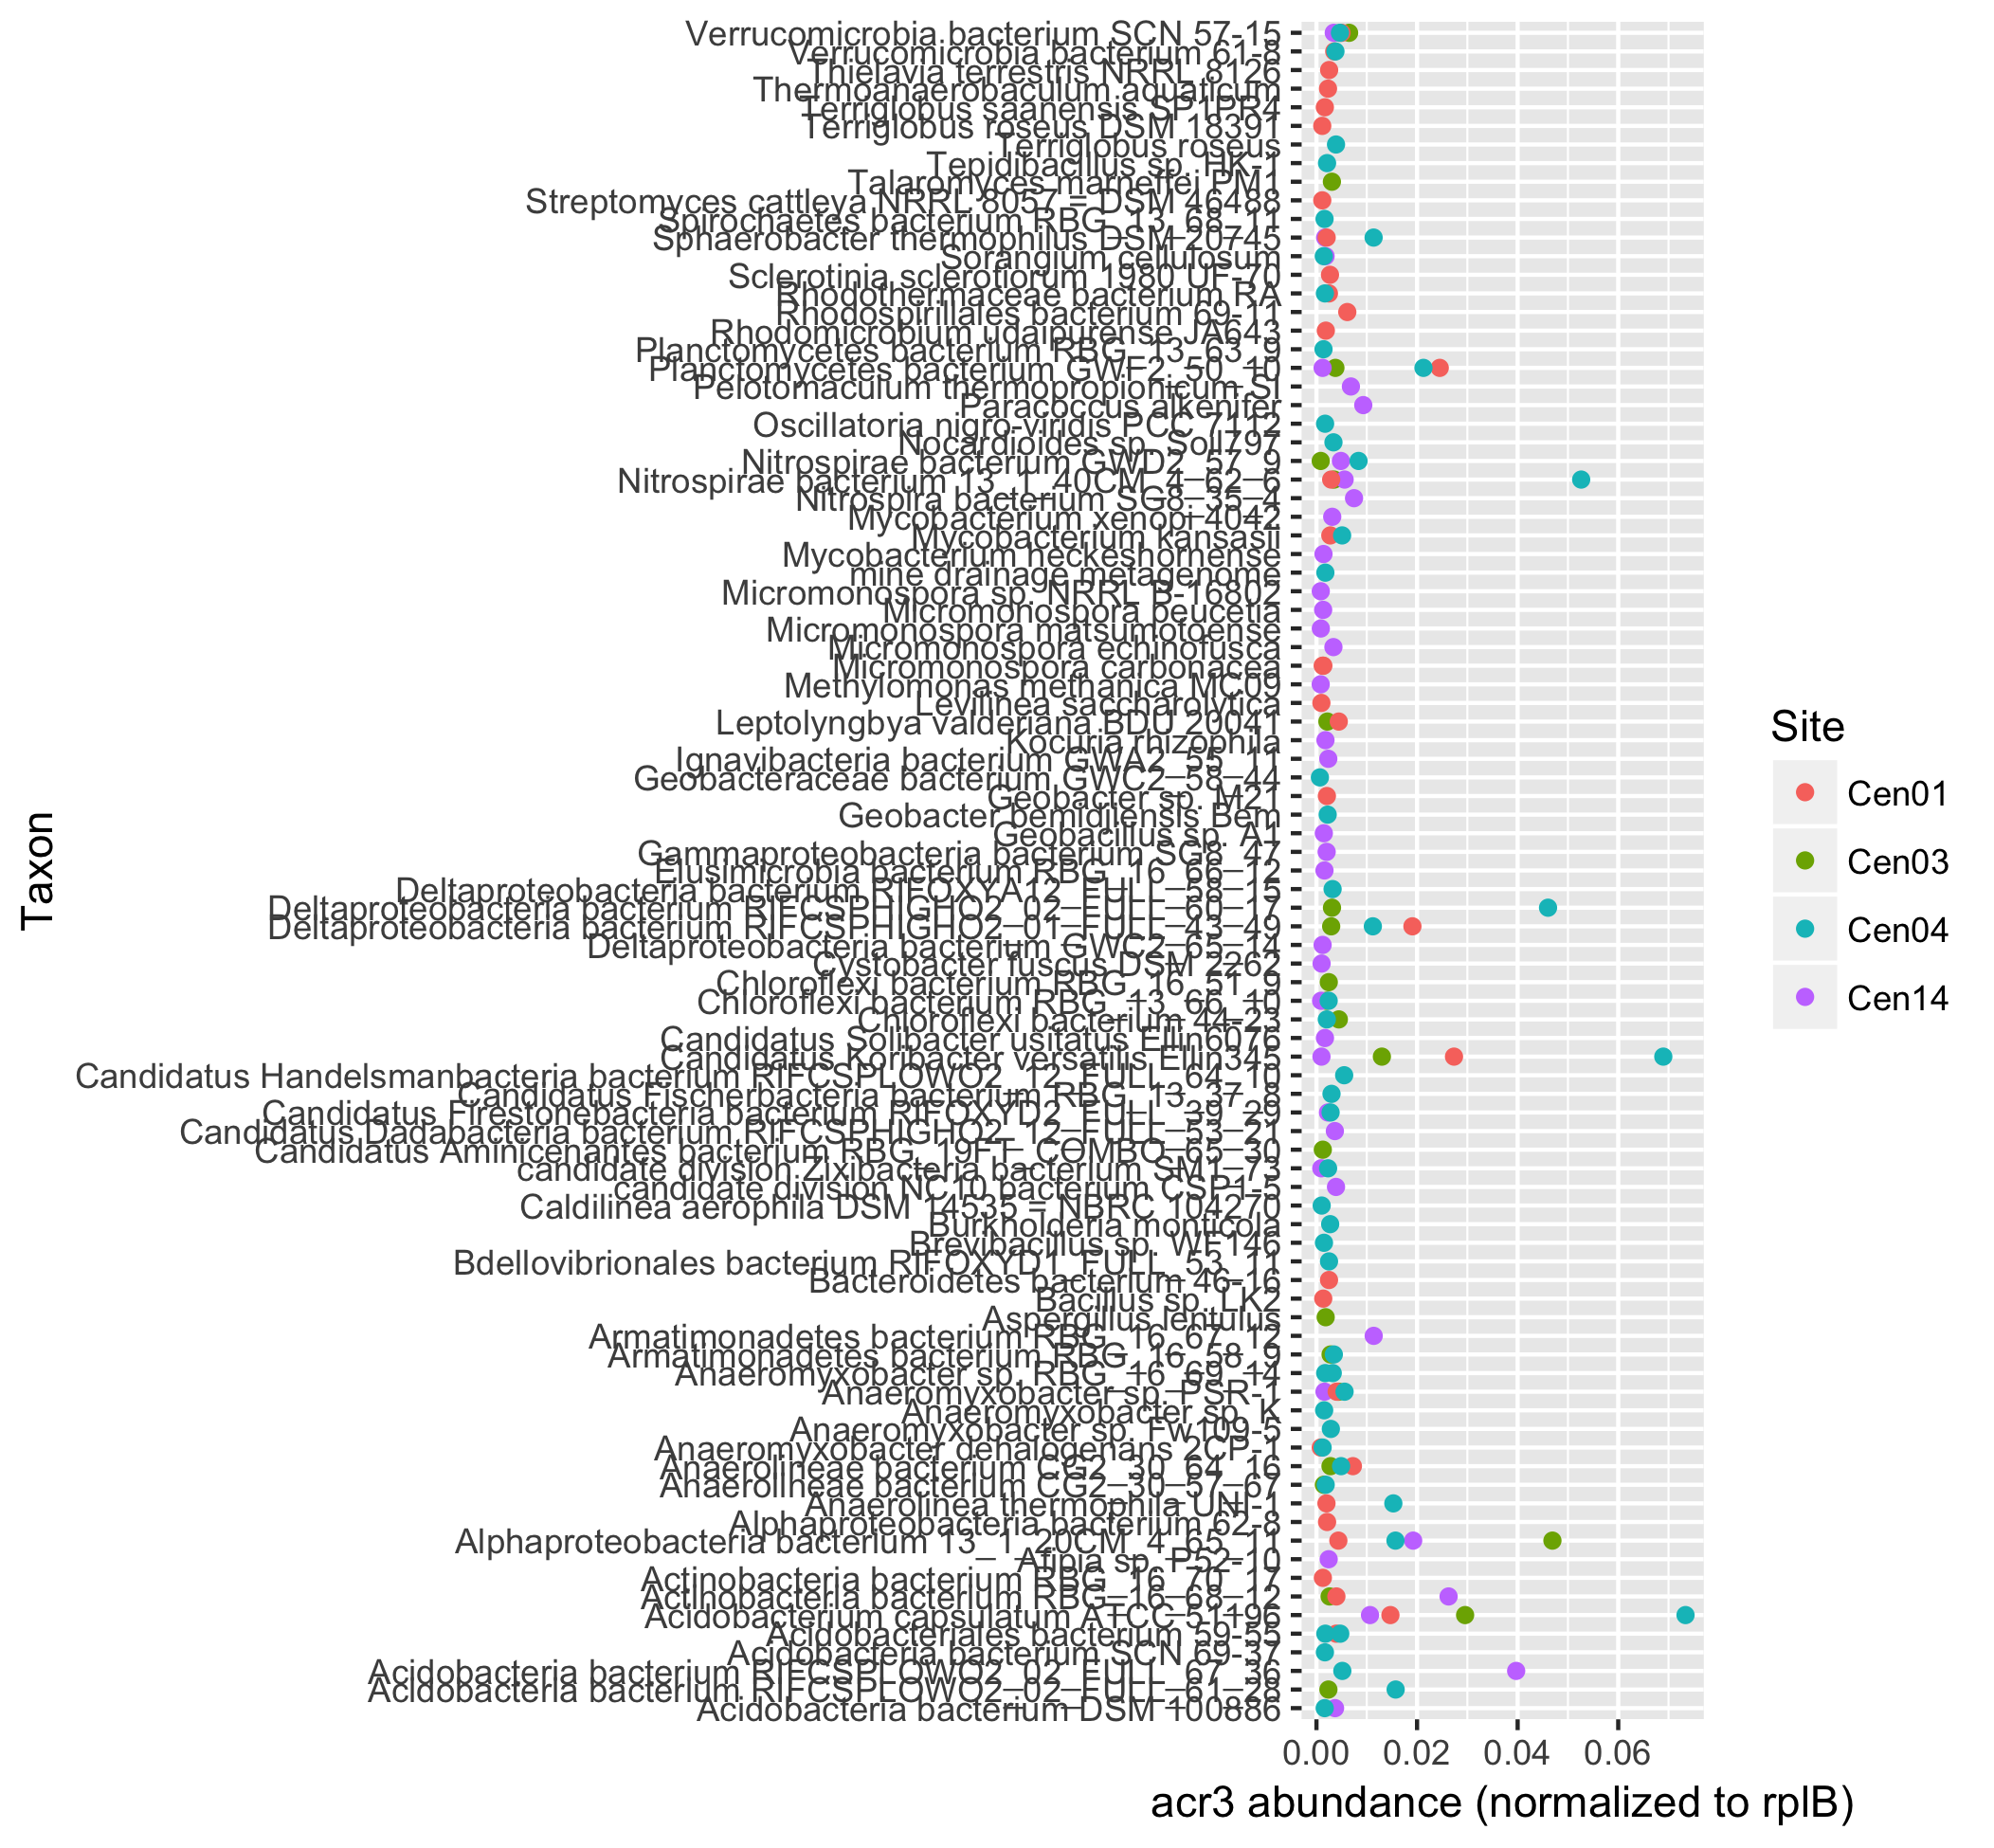 Verrucomicrobia bacterium SCN 57-15
Verrucomicrobia bacterium 61-8
Thielavia terrestris NRRL 8126
Thermoanaerobaculum aquaticum
Terriglobus saanensis SP1PR4
Terriglobus roseus DSM 18391
Terriglobus roseus
Tepidibacillus sp. HK-1
Talaromyces marneffei PM1
Streptomyces cattleya NRRL 8057 = DSM 46488
Spirochaetes bacterium RBG_13_68_11
Sphaerobacter thermophilus DSM 20745
Sorangium cellulosum
Sclerotinia sclerotiorum 1980 UF-70
Rhodothermaceae bacterium RA
Rhodospirillales bacterium 69-11
Rhodomicrobium udaipurense JA643
Planctomycetes bacterium RBG_13_63_9
Planctomycetes bacterium GWF2_50_10
Pelotomaculum thermopropionicum SI
Paracoccus alkenifer
Oscillatoria nigro-viridis PCC 7112
Nocardioides sp. Soil797
Nitrospirae bacterium GWD2_57_9
Nitrospirae bacterium 13_1_40CM_4_62_6
Nitrospira bacterium SG8_35_4
Mycobacterium xenopi 4042
Mycobacterium kansasii
Mycobacterium heckeshornense
mine drainage metagenome
Micromonospora sp. NRRL B-16802
Micromonospora peucetia
Micromonospora matsumotoense
Micromonospora echinofusca
Micromonospora carbonacea
Methylomonas methanica MC09
Levilinea saccharolytica
Leptolyngbya valderiana BDU 20041
Kocuria rhizophila
Ignavibacteria bacterium GWA2_55_11
Geobacteraceae bacterium GWC2_58_44
Geobacter sp. M21
Geobacter bemidjiensis Bem
Geobacillus sp. A1
Gammaproteobacteria bacterium SG8_47
Elusimicrobia bacterium RBG_16_66_12
Deltaproteobacteria bacterium RIFOXYA12_FULL_58_15
Deltaproteobacteria bacterium RIFCSPHIGHO2_02_FULL_60_17
Deltaproteobacteria bacterium RIFCSPHIGHO2_01_FULL_43_49
Deltaproteobacteria bacterium GWC2_65_14
Cystobacter fuscus DSM 2262
Chloroflexi bacterium RBG_16_51_9
Chloroflexi bacterium RBG_13_66_10
Chloroflexi bacterium 44-23
Candidatus Solibacter usitatus Ellin6076
Candidatus Koribacter versatilis Ellin345
Candidatus Handelsmanbacteria bacterium RIFCSPLOWO2_12_FULL_64_10
Candidatus Fischerbacteria bacterium RBG_13_37_8
Candidatus Firestonebacteria bacterium RIFOXYD2_FULL_39_29
Candidatus Dadabacteria bacterium RIFCSPHIGHO2_12_FULL_53_21
Candidatus Aminicenantes bacterium RBG_19FT_COMBO_65_30
candidate division Zixibacteria bacterium SM1_73
candidate division NC10 bacterium CSP1-5
Caldilinea aerophila DSM 14535 = NBRC 104270
Burkholderia monticola
Brevibacillus sp. WF146
Bdellovibrionales bacterium RIFOXYD1_FULL_53_11
Bacteroidetes bacterium 46-16
Bacillus sp. LK2
Aspergillus lentulus
Armatimonadetes bacterium RBG_16_67_12
Armatimonadetes bacterium RBG_16_58_9
Anaeromyxobacter sp. RBG_16_69_14
Anaeromyxobacter sp. PSR-1
Anaeromyxobacter sp. K
Anaeromyxobacter sp. Fw109-5
Anaeromyxobacter dehalogenans 2CP-1
Anaerolineae bacterium CG2_30_64_16
Anaerolineae bacterium CG2_30_57_67
Anaerolinea thermophila UNI-1
Alphaproteobacteria bacterium 62-8
Alphaproteobacteria bacterium 13_1_20CM_4_65_11
Afipia sp. P52-10
Actinobacteria bacterium RBG_16_70_17
Actinobacteria bacterium RBG_16_68_12
Acidobacterium capsulatum ATCC 51196
Acidobacteriales bacterium 59-55
Acidobacteria bacterium SCN 69-37
Acidobacteria bacterium RIFCSPLOWO2_02_FULL_67_36
Acidobacteria bacterium RIFCSPLOWO2_02_FULL_61_28
Acidobacteria bacterium DSM 100886
Taxon
0.00 0.02 0.04 0.06
acr3 abundance (normalized to rplB)
Site
Cen01
Cen03
Cen04
Cen14